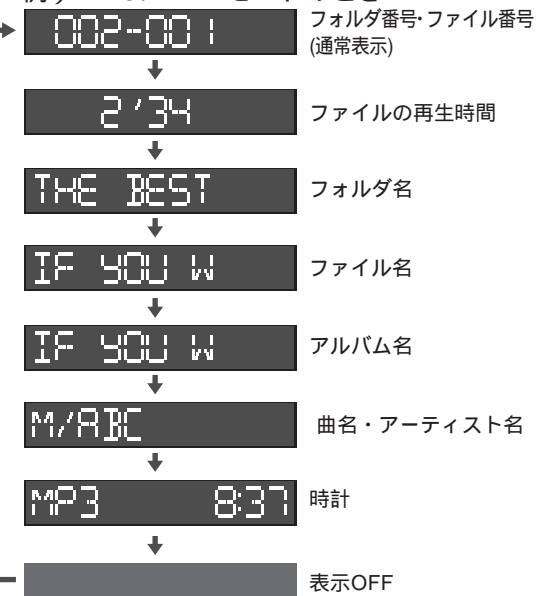 002-001
フォルダ番号・ファイル番号
(通常表示)
2'34
ファイルの再生時間
THE BEST
フォルダ名
IF YOU W
ファイル名
IF YOU W
アルバム名
M/ABC
曲名・アーティスト名
MP3 8:37
時計
表示OFF